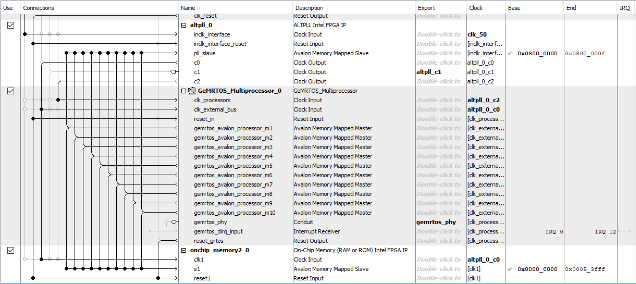 Use Connections Name Description Export Clock Base End IRQ
clk_reset Reset Output Double-click to
altpll_0 ALTPLL Intel FPGA IP
indk_interface Clock Input Double-click to clk_50
indk_interface_reset Reset Input Double-click to [indk_interf...
pll_slave Avalon Memory Mapped Slave Double-click to [indk_interf... 0x0800_0000 0x0800_000f
c0 Clock Output Double-click to altpll_0_c0
c1 Clock Output altpll_c1 altpll_0_c1
c2 Clock Output Double-click to altpll_0_c2
GeMRTOS_Multiprocessor_0 GeMRTOS_Multiprocessor
clk_processors Clock Input Double-click to altpll_0_c2
clk_external_bus Clock Input Double-click to altpll_0_c0
reset_n Reset Input Double-click to [clk_process...
gemrtos_avalon_processor_m1 Avalon Memory Mapped Master Double-click to [clk_externa...
gemrtos_avalon_processor_m2 Avalon Memory Mapped Master Double-click to [clk_externa...
gemrtos_avalon_processor_m3 Avalon Memory Mapped Master Double-click to [clk_externa...
gemrtos_avalon_processor_m4 Avalon Memory Mapped Master Double-click to [clk_externa...
gemrtos_avalon_processor_m5 Avalon Memory Mapped Master Double-click to [clk_externa...
gemrtos_avalon_processor_m6 Avalon Memory Mapped Master Double-click to [clk_externa...
gemrtos_avalon_processor_m7 Avalon Memory Mapped Master Double-click to [clk_externa...
gemrtos_avalon_processor_m8 Avalon Memory Mapped Master Double-click to [clk_externa...
gemrtos_avalon_processor_m9 Avalon Memory Mapped Master Double-click to [clk_externa...
gemrtos_avalon_processor_m10 Avalon Memory Mapped Master Double-click to [clk_externa...
gemrtos_phy Conduit gemrtos_phy [clk_process...
gemrtos_dirq_input Interrupt Receiver Double-click to [clk_process... IRQ 0
reset_grtos Reset Output Double-click to [clk_process...
onchip_memory2_0 On-Chip Memory (RAM or ROM) Intel FPGA IP
clk1 Clock Input Double-click to altpll_0_c0
s1 Avalon Memory Mapped Slave Double-click to [clk1] 0x0000_0000 0x0005_2fff
reset1 Reset Input Double-click to [clk1]